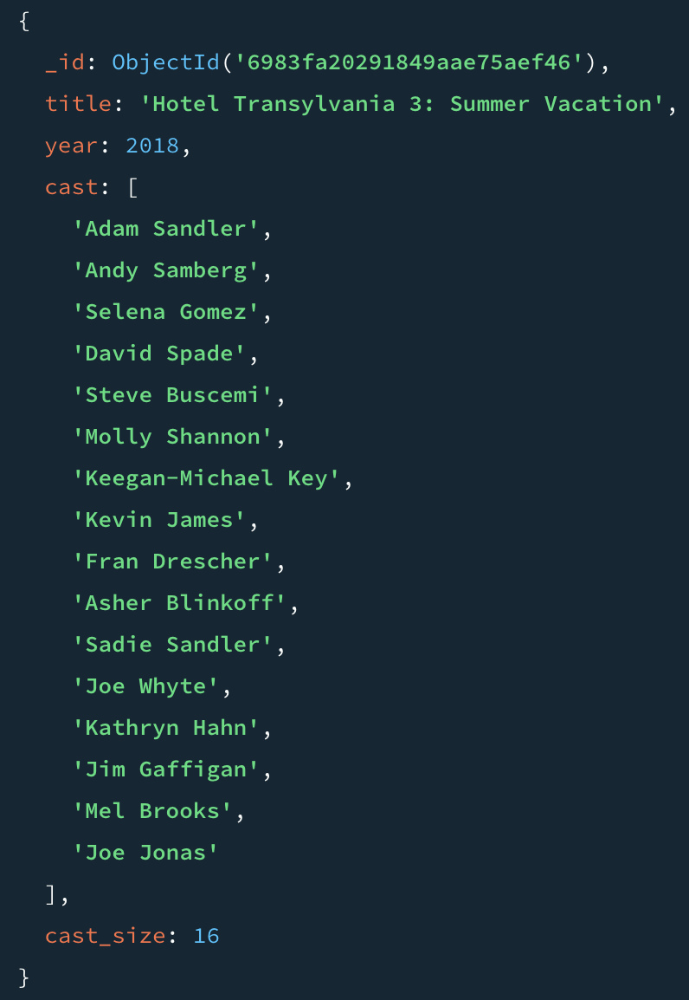 {
  _id: ObjectId('6983fa20291849aae75aef46'),
  title: 'Hotel Transylvania 3: Summer Vacation',
  year: 2018,
  cast: [
    'Adam Sandler',
    'Andy Samberg',
    'Selena Gomez',
    'David Spade',
    'Steve Buscemi',
    'Molly Shannon',
    'Keegan-Michael Key',
    'Kevin James',
    'Fran Drescher',
    'Asher Blinkoff',
    'Sadie Sandler',
    'Joe Whyte',
    'Kathryn Hahn',
    'Jim Gaffigan',
    'Mel Brooks',
    'Joe Jonas'
  ],
  cast_size: 16
}